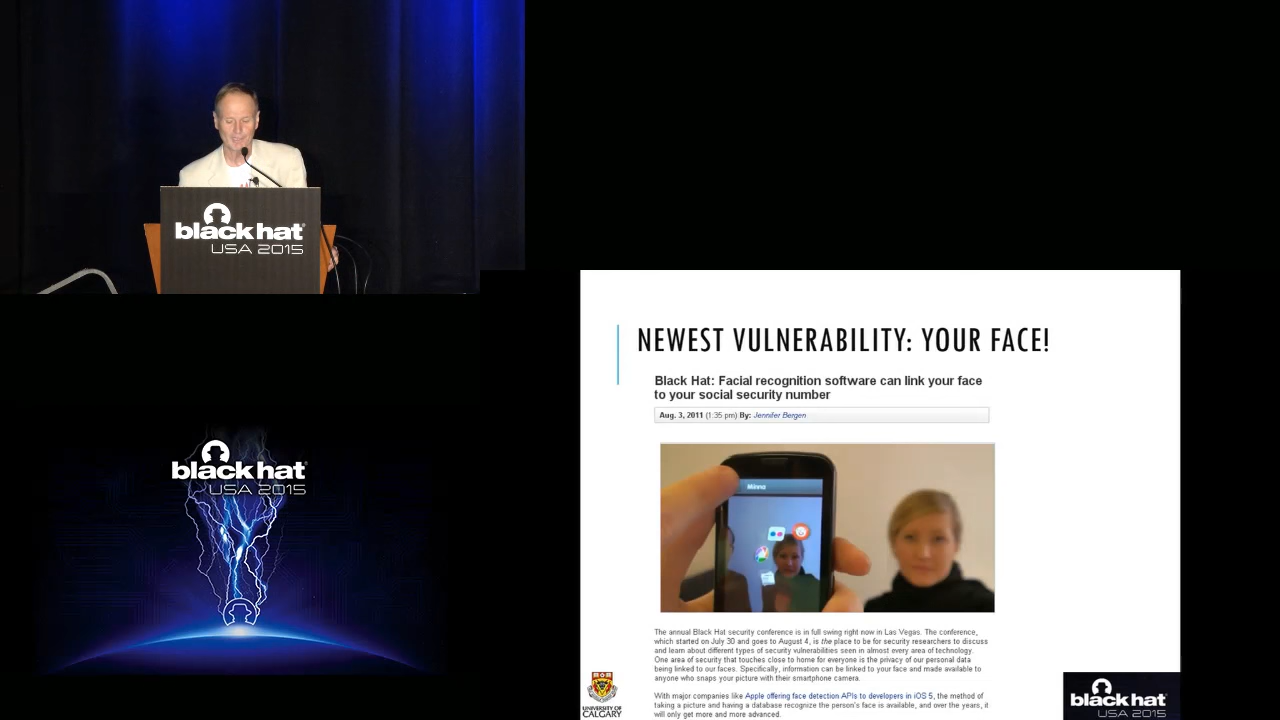 black hat
USA 2015
black hat
USA 2015
NEWEST VULNERABILITY: YOUR FACE!
Black Hat: Facial recognition software can link your face
to your social security number
Aug. 3, 2011 (1:35 pm) By: Jennifer Bergen
Minna
The annual Black Hat security conference is in full swing right now in Las Vegas. The conference,
which started on July 30 and goes to August 4, is the place to be for security researchers to discuss
and learn about different types of security vulnerabilities seen in almost every area of technology.
One area of security that touches close to home for everyone is the privacy of our personal data
being linked to our faces. Specifically, information can be linked to your face and made available to
anyone who snaps your picture with their smartphone camera.
With major companies like Apple offering face detection APIs to developers in iOS 5, the method of
taking a picture and having a database recognize the person's face is available, and over the years, it
will only get more and more advanced.
UNIVERSITY OF
CALGARY
black hat
USA 2015